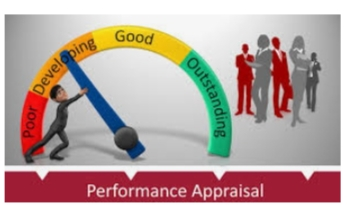 Poor
Developing
Good
Outstanding
Performance Appraisal